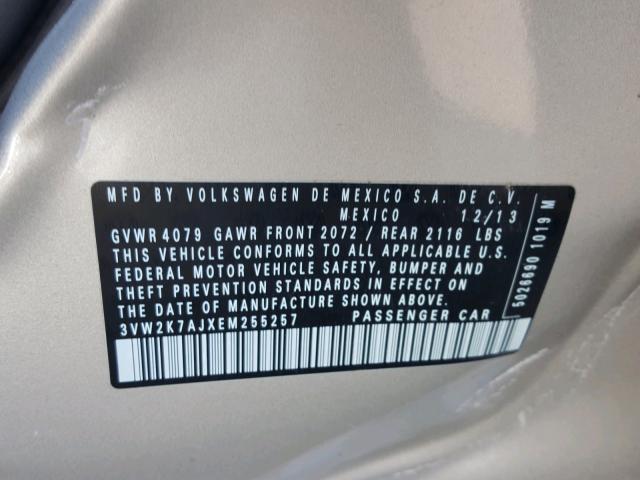 MFD BY VOLKSWAGEN DE MEXICO S.A. DE C.V.
MEXICO 12/13
GVWR 4079 GAWR FRONT 2072 / REAR 2116 LBS
THIS VEHICLE CONFORMS TO ALL APPLICABLE U.S.
FEDERAL MOTOR VEHICLE SAFETY, BUMPER AND
THEFT PREVENTION STANDARDS IN EFFECT ON
THE DATE OF MANUFACTURE SHOWN ABOVE.
3VW2K7AJXEM255257 PASSENGER CAR
5026690 1019 M